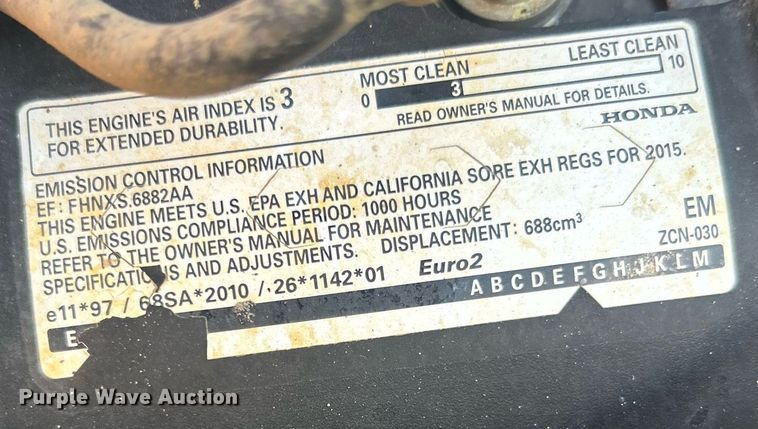 MOST CLEAN LEAST CLEAN
THIS ENGINE'S AIR INDEX IS 3 0 3 10
FOR EXTENDED DURABILITY. READ OWNER'S MANUAL FOR DETAILS.
HONDA
EMISSION CONTROL INFORMATION
EF: FHNXS.6882AA
THIS ENGINE MEETS U.S. EPA EXH AND CALIFORNIA SORE EXH REGS FOR 2015.
U.S. EMISSIONS COMPLIANCE PERIOD: 1000 HOURS
REFER TO THE OWNER'S MANUAL FOR MAINTENANCE EM
SPECIFICATIONS AND ADJUSTMENTS. DISPLACEMENT: 688cm³ ZCN-030
e11*97 / 68SA*2010 / 26*1142*01 Euro2
E A B C D E F G H J K L M
Purple Wave Auction